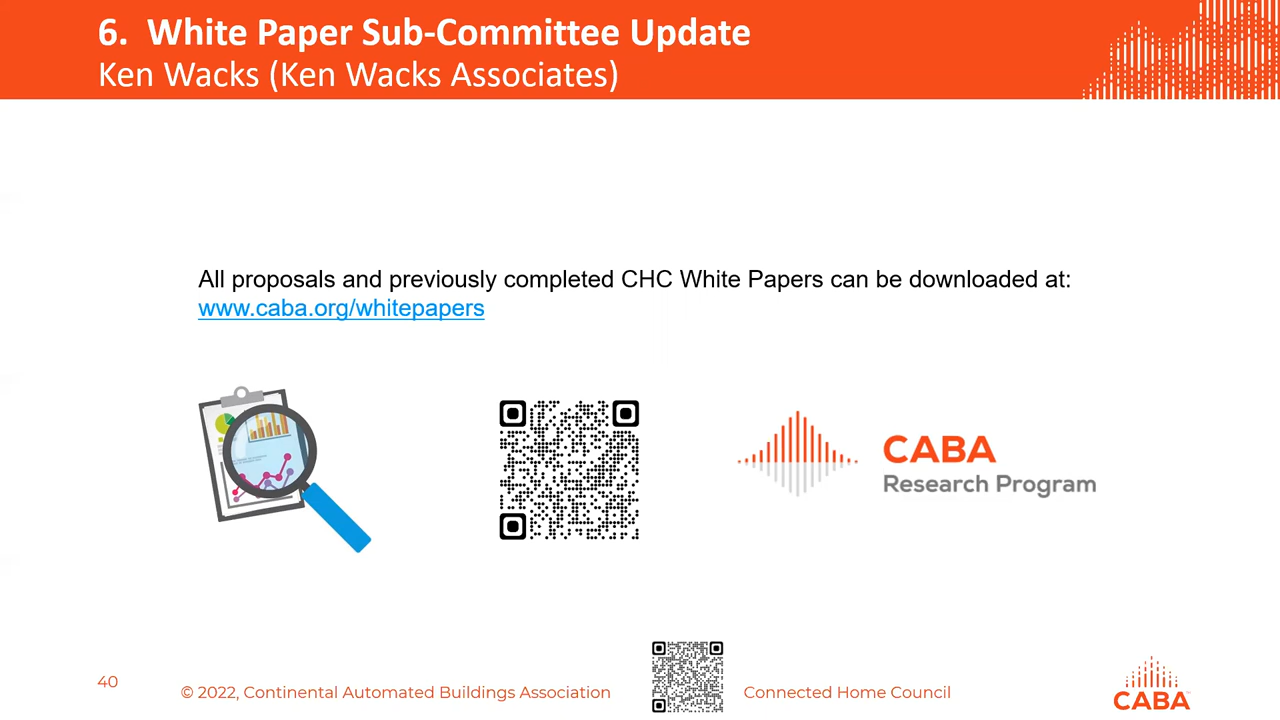 6. White Paper Sub-Committee Update
Ken Wacks (Ken Wacks Associates)
All proposals and previously completed CHC White Papers can be downloaded at:
www.caba.org/whitepapers
CABA
Research Program
40
© 2022, Continental Automated Buildings Association
Connected Home Council
CABA